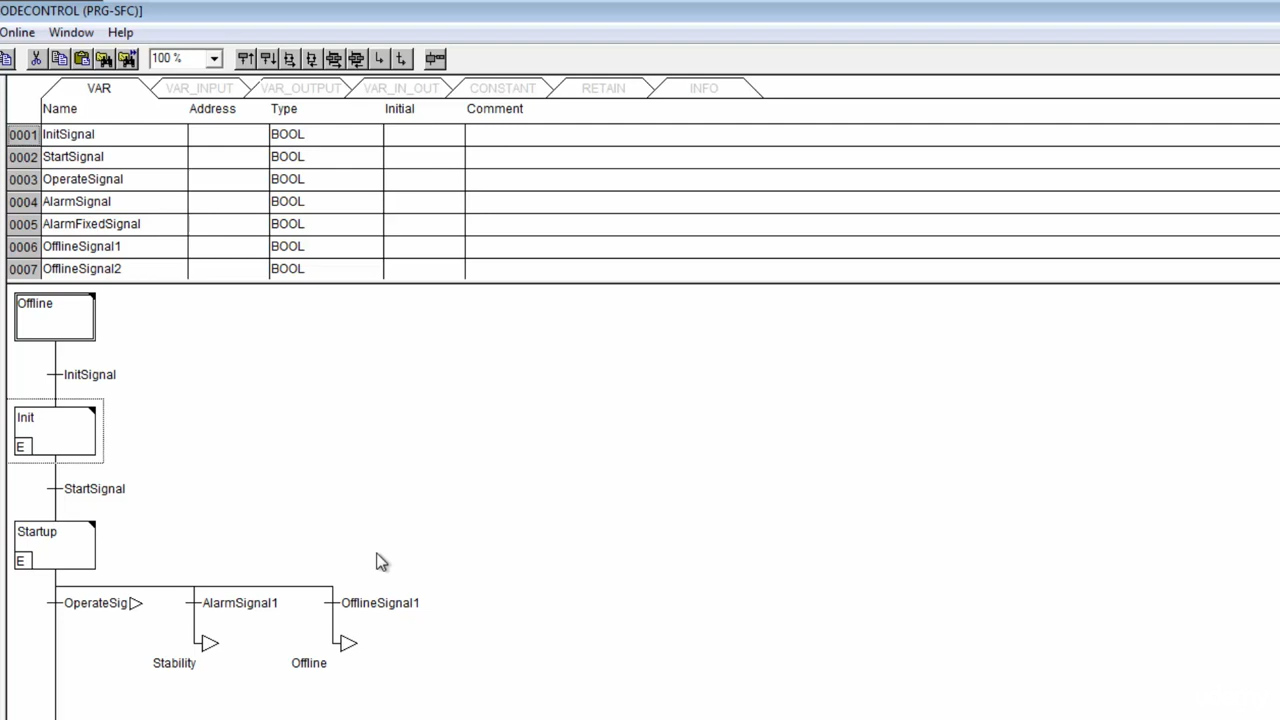 ODECONTROL (PRG-SFC)]
Online Window Help
100 %
VAR VAR_INPUT VAR_OUTPUT VAR_IN_OUT CONSTANT RETAIN INFO
Name Address Type Initial Comment
0001 InitSignal BOOL
0002 StartSignal BOOL
0003 OperateSignal BOOL
0004 AlarmSignal BOOL
0005 AlarmFixedSignal BOOL
0006 OfflineSignal1 BOOL
0007 OfflineSignal2 BOOL
Offline
InitSignal
Init
E
StartSignal
Startup
E
OperateSig AlarmSignal1 OfflineSignal1
Stability Offline